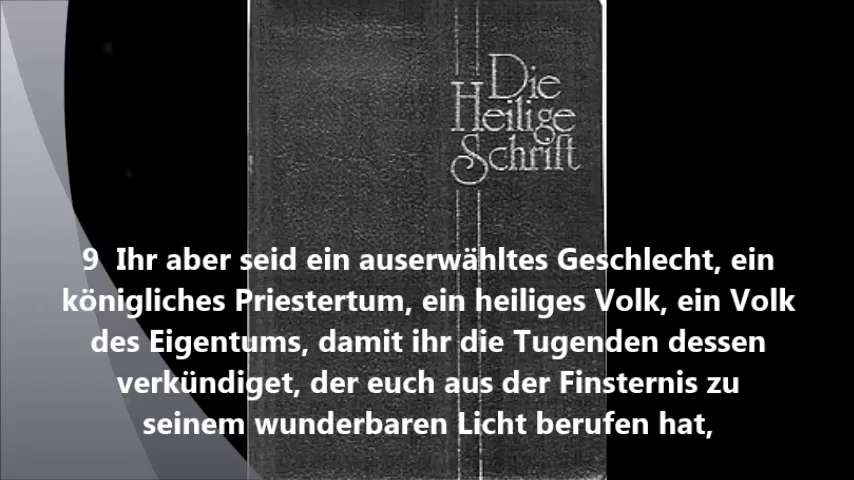 Die
Heilige
Schrift
9 Ihr aber seid ein auserwähltes Geschlecht, ein
königliches Priestertum, ein heiliges Volk, ein Volk
des Eigentums, damit ihr die Tugenden dessen
verkündiget, der euch aus der Finsternis zu
seinem wunderbaren Licht berufen hat,